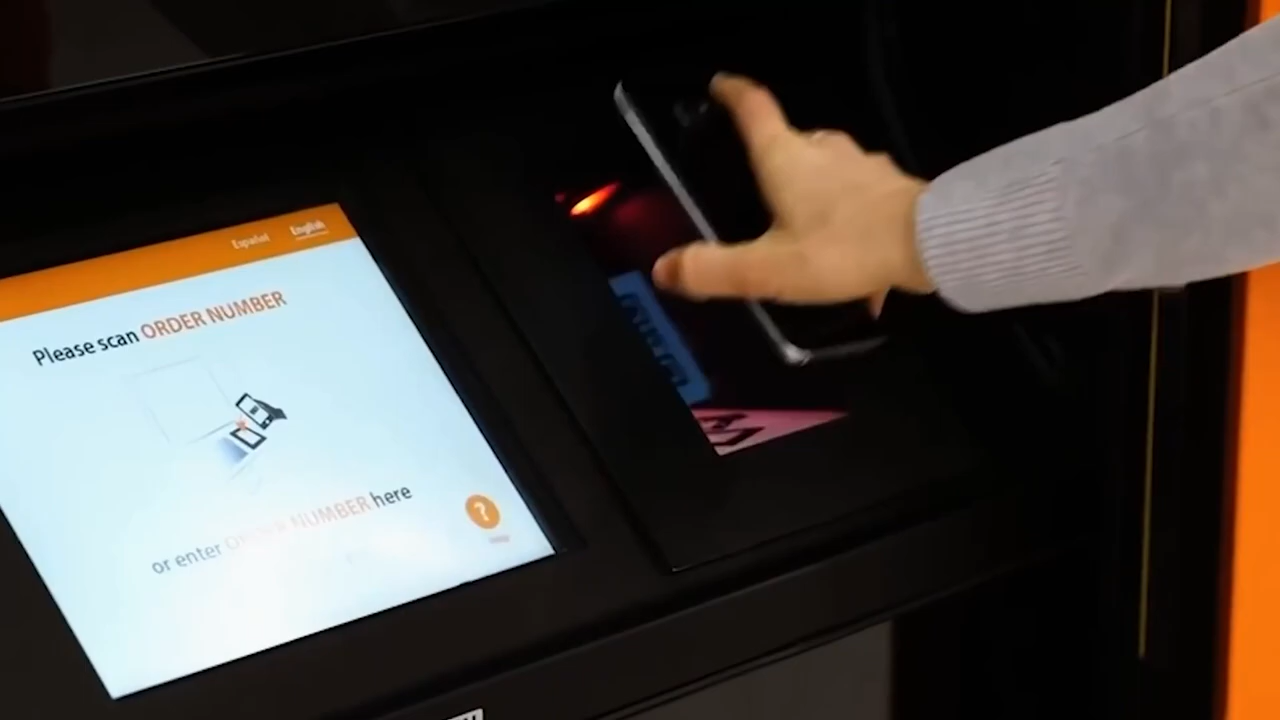 Español English
Please scan ORDER NUMBER
or enter ORDER NUMBER here
?